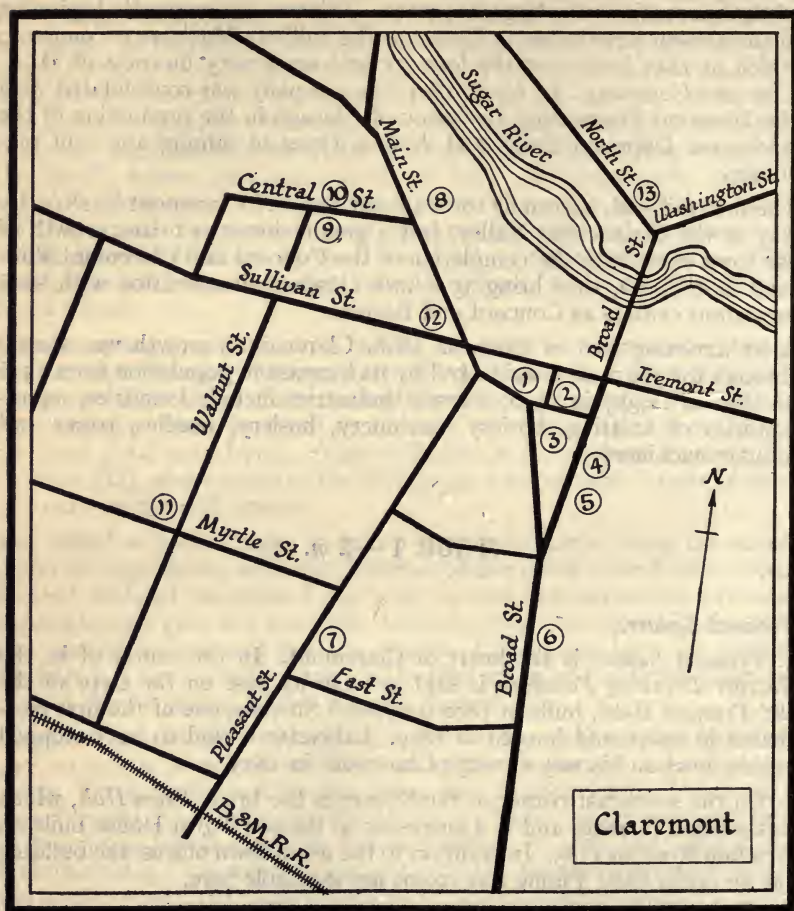 Sugar River
North St.
⑬
Washington St.
Main St.
⑧
Central ⑩ St.
⑨
Broad St.
Sullivan St.
⑫
Walnut St.
①
②
Tremont St.
③
④
⑤
N
⑪
Myrtle St.
⑦
Broad St.
⑥
East St.
Pleasant St.
B.&M.R.R.
Claremont